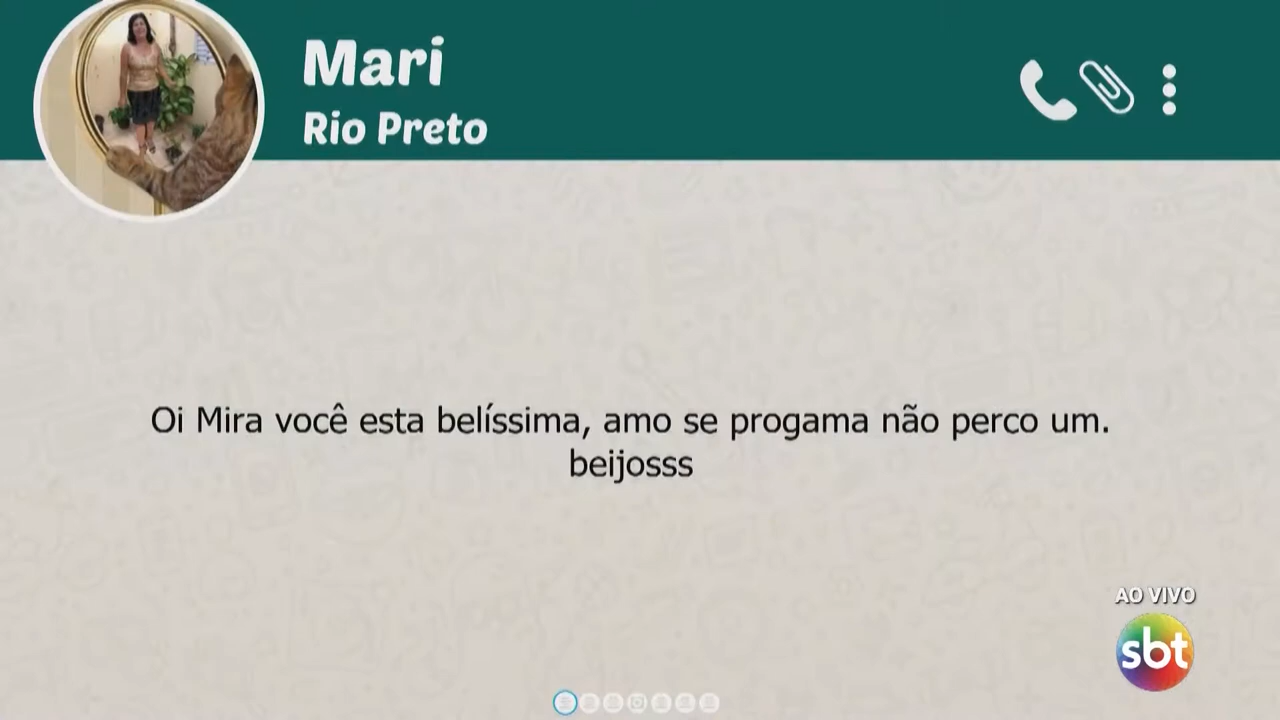 Mari
Rio Preto
Oi Mira você esta belíssima, amo se progama não perco um.
beijosss
AO VIVO
sbt